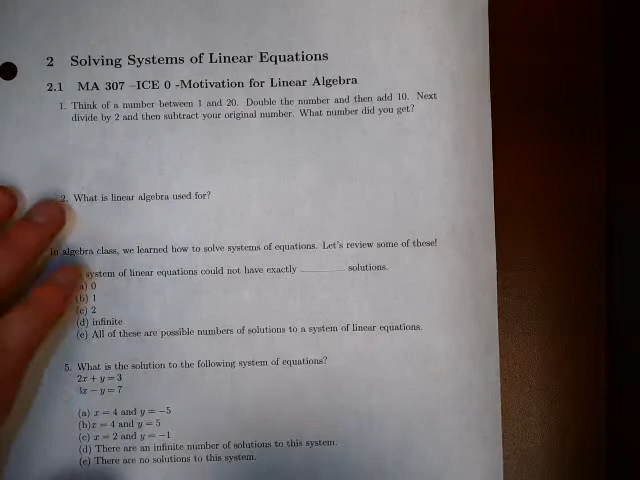 2 Solving Systems of Linear Equations
2.1 MA 307 –ICE 0 -Motivation for Linear Algebra
1. Think of a number between 1 and 20. Double the number and then add 10. Next
divide by 2 and then subtract your original number. What number did you get?
2. What is linear algebra used for?
In algebra class, we learned how to solve systems of equations. Let's review some of these!
system of linear equations could not have exactly ________ solutions.
(a) 0
(b) 1
(c) 2
(d) infinite
(e) All of these are possible numbers of solutions to a system of linear equations.
5. What is the solution to the following system of equations?
2x + y = 3
x − y = 7
(a) x = 4 and y = −5
(b)x = 4 and y = 5
(c) x = 2 and y = −1
(d) There are an infinite number of solutions to this system.
(e) There are no solutions to this system.